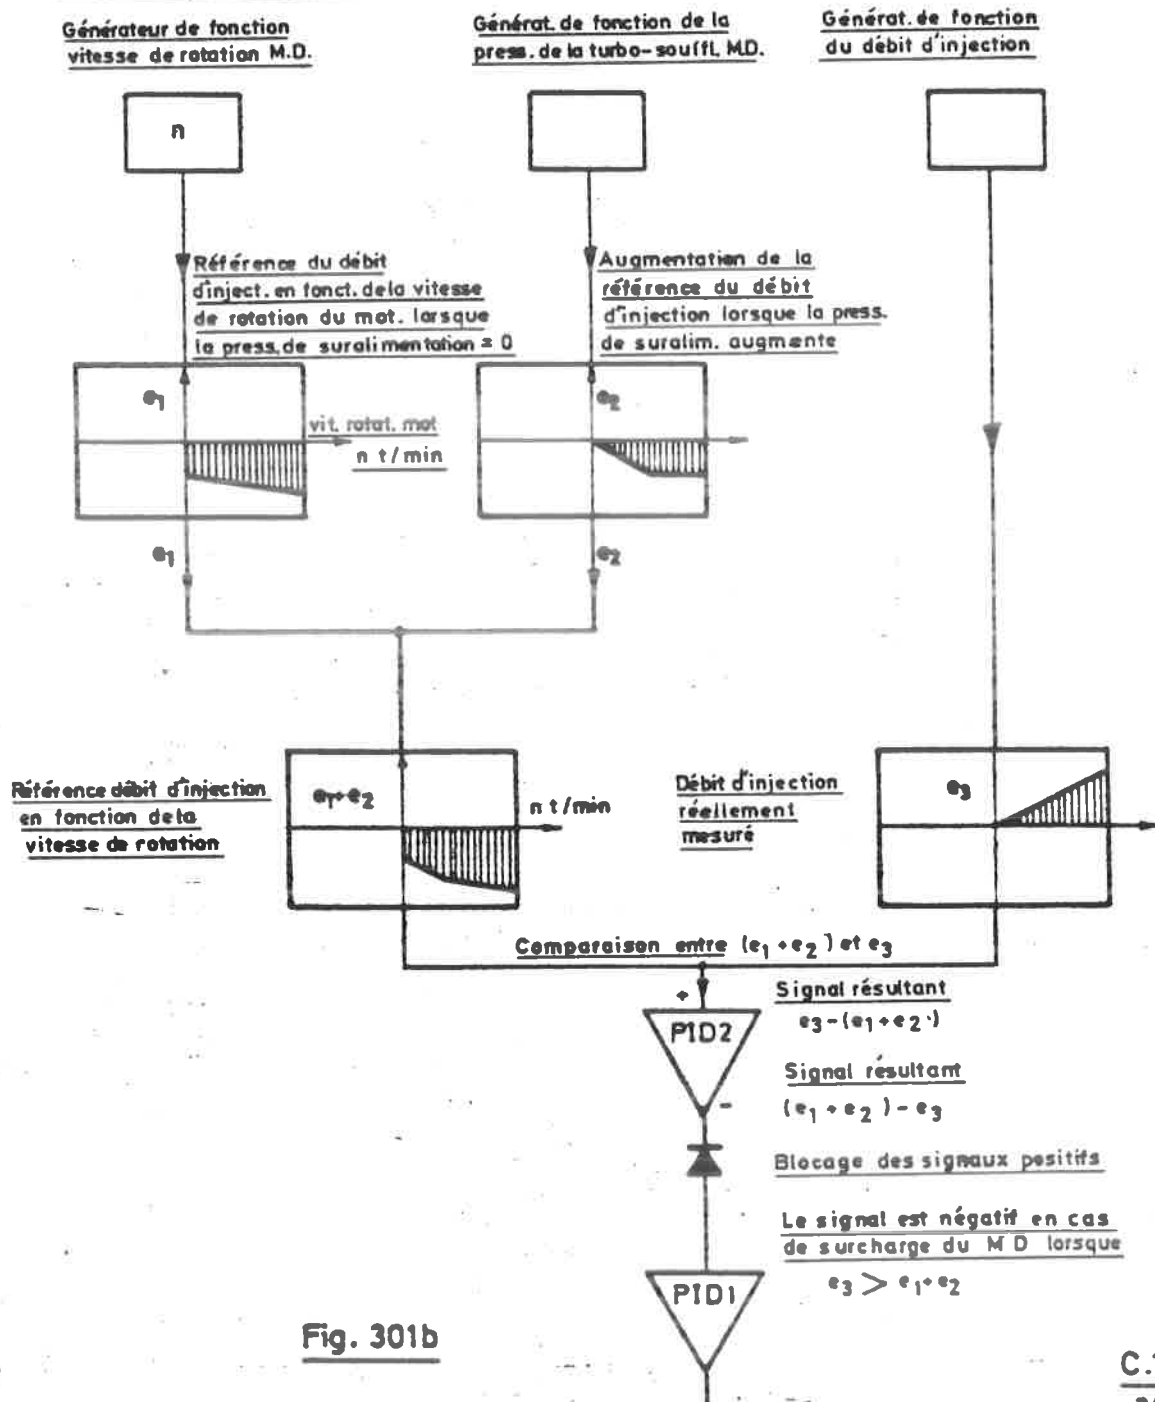 Générateur de fonction
vitesse de rotation M.D.
Générat. de fonction de la
press. de la turbo-souffl. M.D.
Générat. de fonction
du débit d'injection
n
Référence du débit
d'inject. en fonct. de la vitesse
de rotation du mot. lorsque
la press. de suralimentation = 0
Augmentation de la
référence du débit
d'injection lorsque la press.
de suralim. augmente
e1
vit. rotat. mot
n t/min
e2
e1
e2
Référence débit d'injection
en fonction de la
vitesse de rotation
e1+e2
n t/min
Débit d'injection
réellement
mesuré
e3
Comparaison entre (e1+e2) et e3
+
Signal résultant
e3-(e1+e2)
PID2
-
Signal résultant
(e1+e2)-e3
Blocage des signaux positifs
Le signal est négatif en cas
de surcharge du M D lorsque
e3 > e1+e2
PID1
Fig. 301b